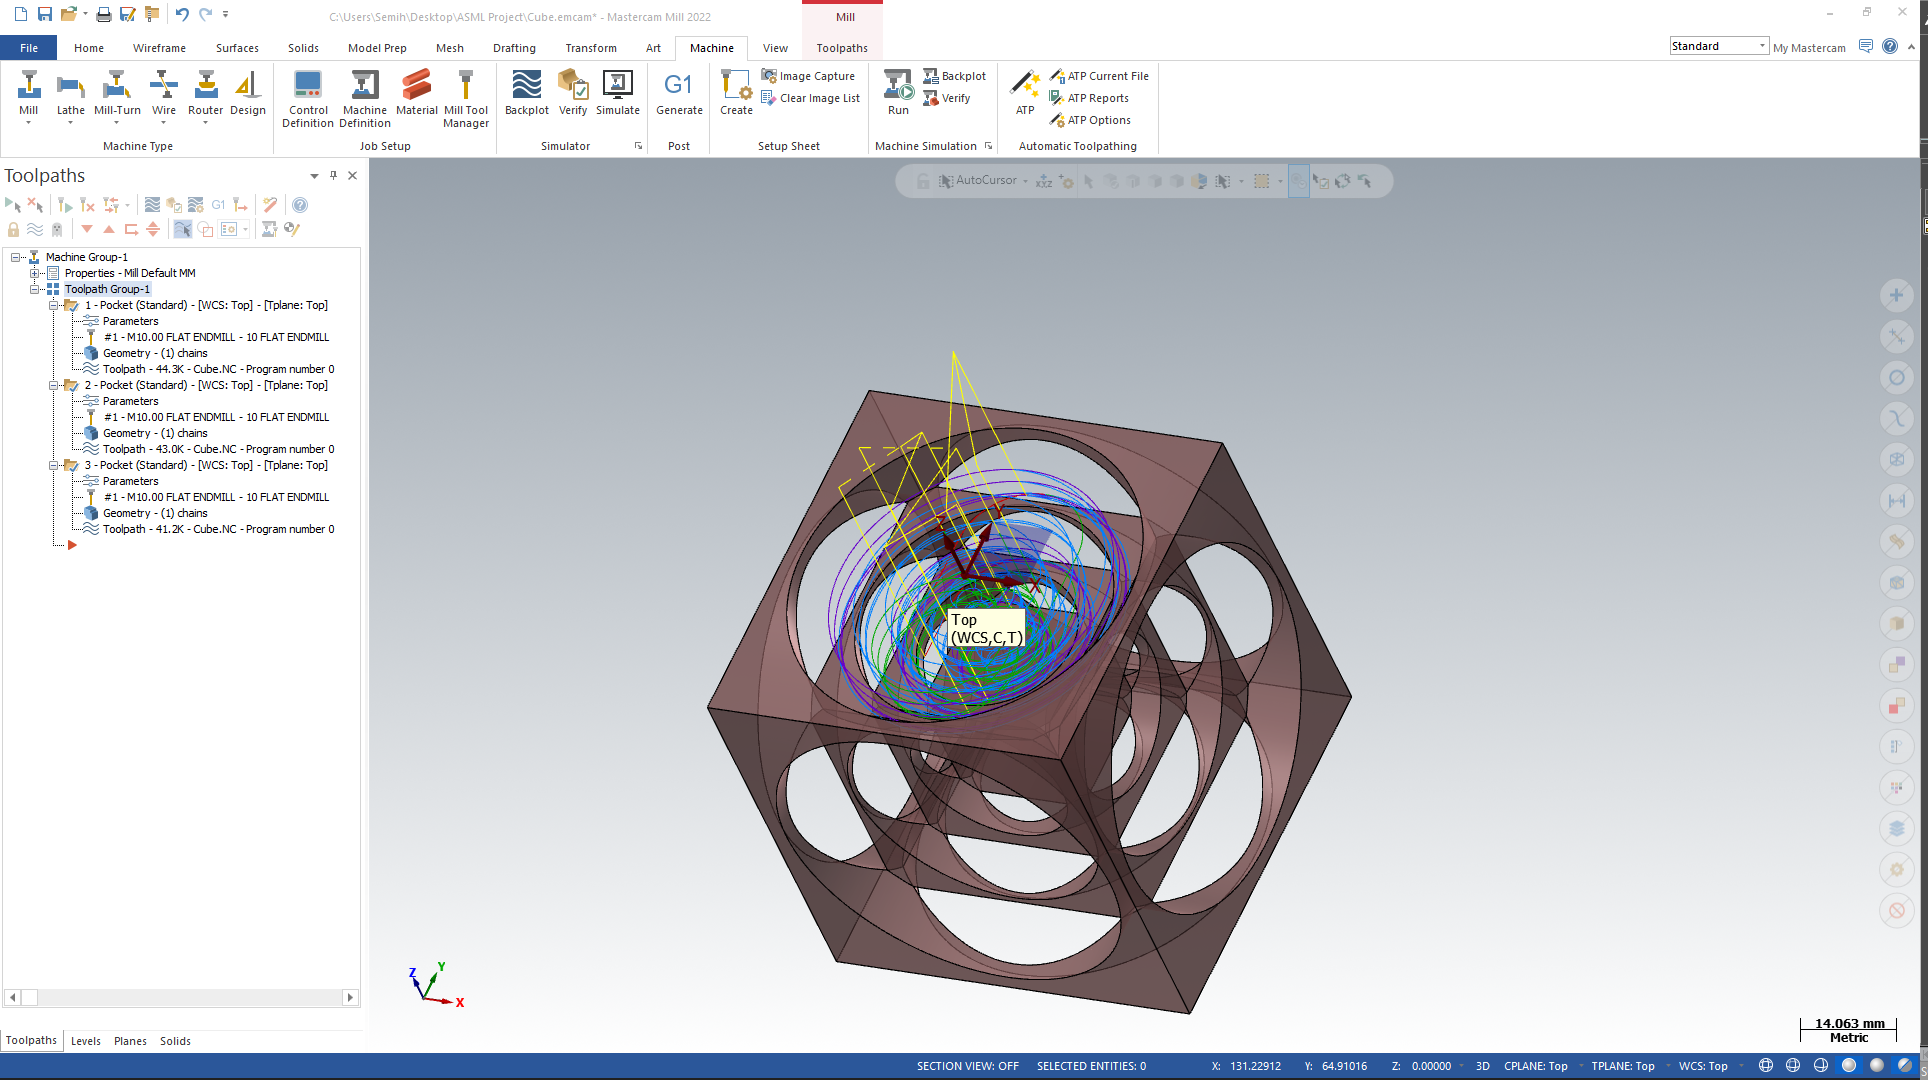 C:\Users\Semih\Desktop\ASML Project\Cube.emcam* - Mastercam Mill 2022
Mill
File Home Wireframe Surfaces Solids Model Prep Mesh Drafting Transform Art Machine View Toolpaths
Standard My Mastercam
Mill Lathe Mill-Turn Wire Router Design
Machine Type
Control Definition
Machine Definition
Material
Mill Tool Manager
Job Setup
Backplot Verify Simulate
Simulator
G1
Generate
Post
Create
Image Capture
Clear Image List
Setup Sheet
Run
Backplot
Verify
Machine Simulation
ATP
ATP Current File
ATP Reports
ATP Options
Automatic Toolpathing
Toolpaths
G1
AutoCursor
XYZ
Machine Group-1
Properties - Mill Default MM
Toolpath Group-1
1 - Pocket (Standard) - [WCS: Top] - [Tplane: Top]
Parameters
#1 - M10.00 FLAT ENDMILL - 10 FLAT ENDMILL
Geometry - (1) chains
Toolpath - 44.3K - Cube.NC - Program number 0
2 - Pocket (Standard) - [WCS: Top] - [Tplane: Top]
Parameters
#1 - M10.00 FLAT ENDMILL - 10 FLAT ENDMILL
Geometry - (1) chains
Toolpath - 43.0K - Cube.NC - Program number 0
3 - Pocket (Standard) - [WCS: Top] - [Tplane: Top]
Parameters
#1 - M10.00 FLAT ENDMILL - 10 FLAT ENDMILL
Geometry - (1) chains
Toolpath - 41.2K - Cube.NC - Program number 0
Top
(WCS,C,T)
Z Y X
14.063 mm
Metric
Toolpaths Levels Planes Solids
SECTION VIEW: OFF SELECTED ENTITIES: 0 X: 131.22912 Y: 64.91016 Z: 0.00000 3D CPLANE: Top TPLANE: Top WCS: Top